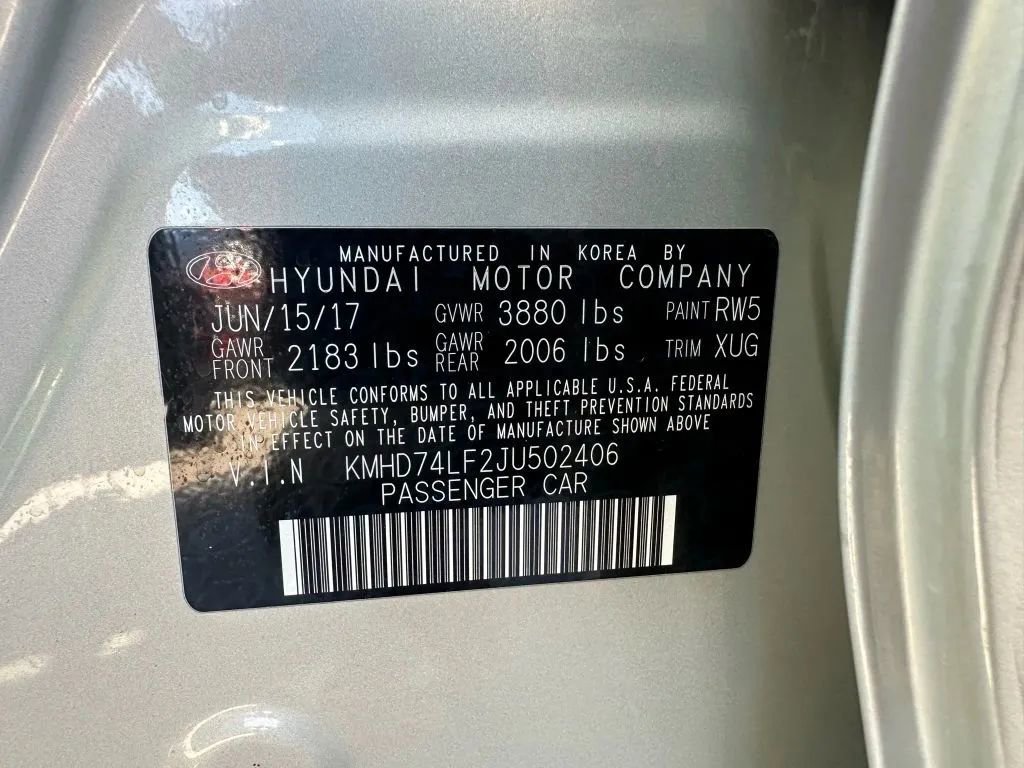 MANUFACTURED IN KOREA BY
HYUNDAI MOTOR COMPANY
JUN/15/17 GVWR 3880 lbs PAINT RW5
GAWR FRONT 2183 lbs GAWR REAR 2006 lbs TRIM XUG
THIS VEHICLE CONFORMS TO ALL APPLICABLE U.S.A. FEDERAL
MOTOR VEHICLE SAFETY, BUMPER, AND THEFT PREVENTION STANDARDS
IN EFFECT ON THE DATE OF MANUFACTURE SHOWN ABOVE
V.I.N KMHD74LF2JU502406
PASSENGER CAR